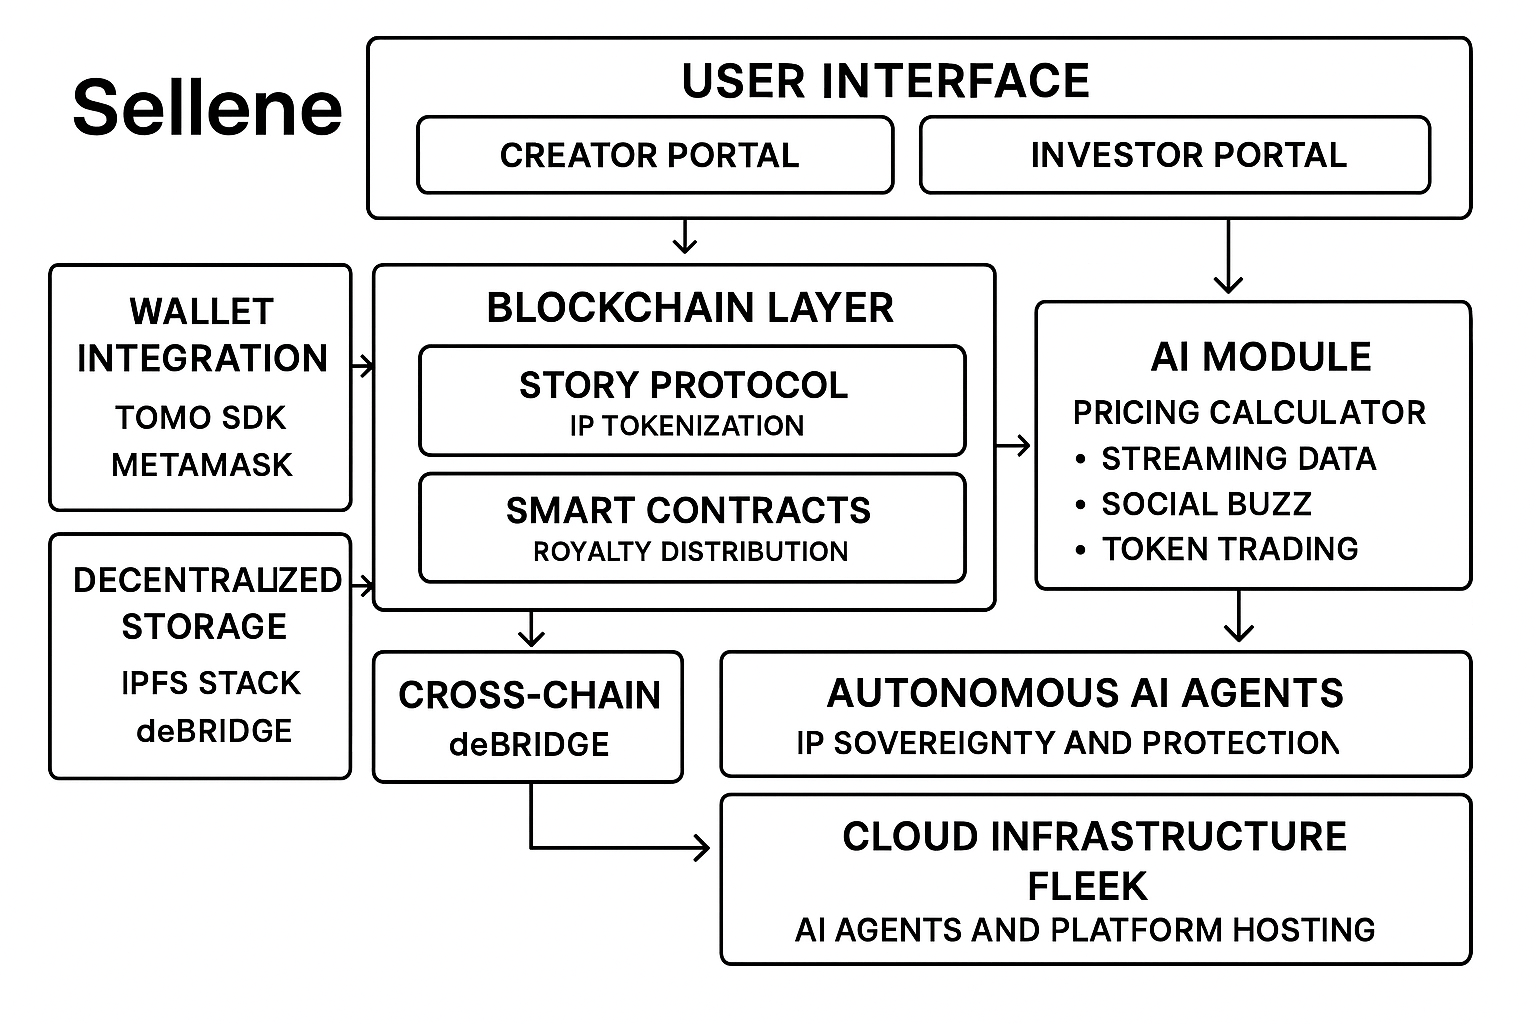 Sellene
USER INTERFACE
CREATOR PORTAL
INVESTOR PORTAL
WALLET
INTEGRATION
TOMO SDK
METAMASK
BLOCKCHAIN LAYER
STORY PROTOCOL
IP TOKENIZATION
SMART CONTRACTS
ROYALTY DISTRIBUTION
AI MODULE
PRICING CALCULATOR
• STREAMING DATA
• SOCIAL BUZZ
• TOKEN TRADING
DECENTRALIZED
STORAGE
IPFS STACK
deBRIDGE
CROSS-CHAIN
deBRIDGE
AUTONOMOUS AI AGENTS
IP SOVEREIGNTY AND PROTECTION
CLOUD INFRASTRUCTURE
FLEEK
AI AGENTS AND PLATFORM HOSTING